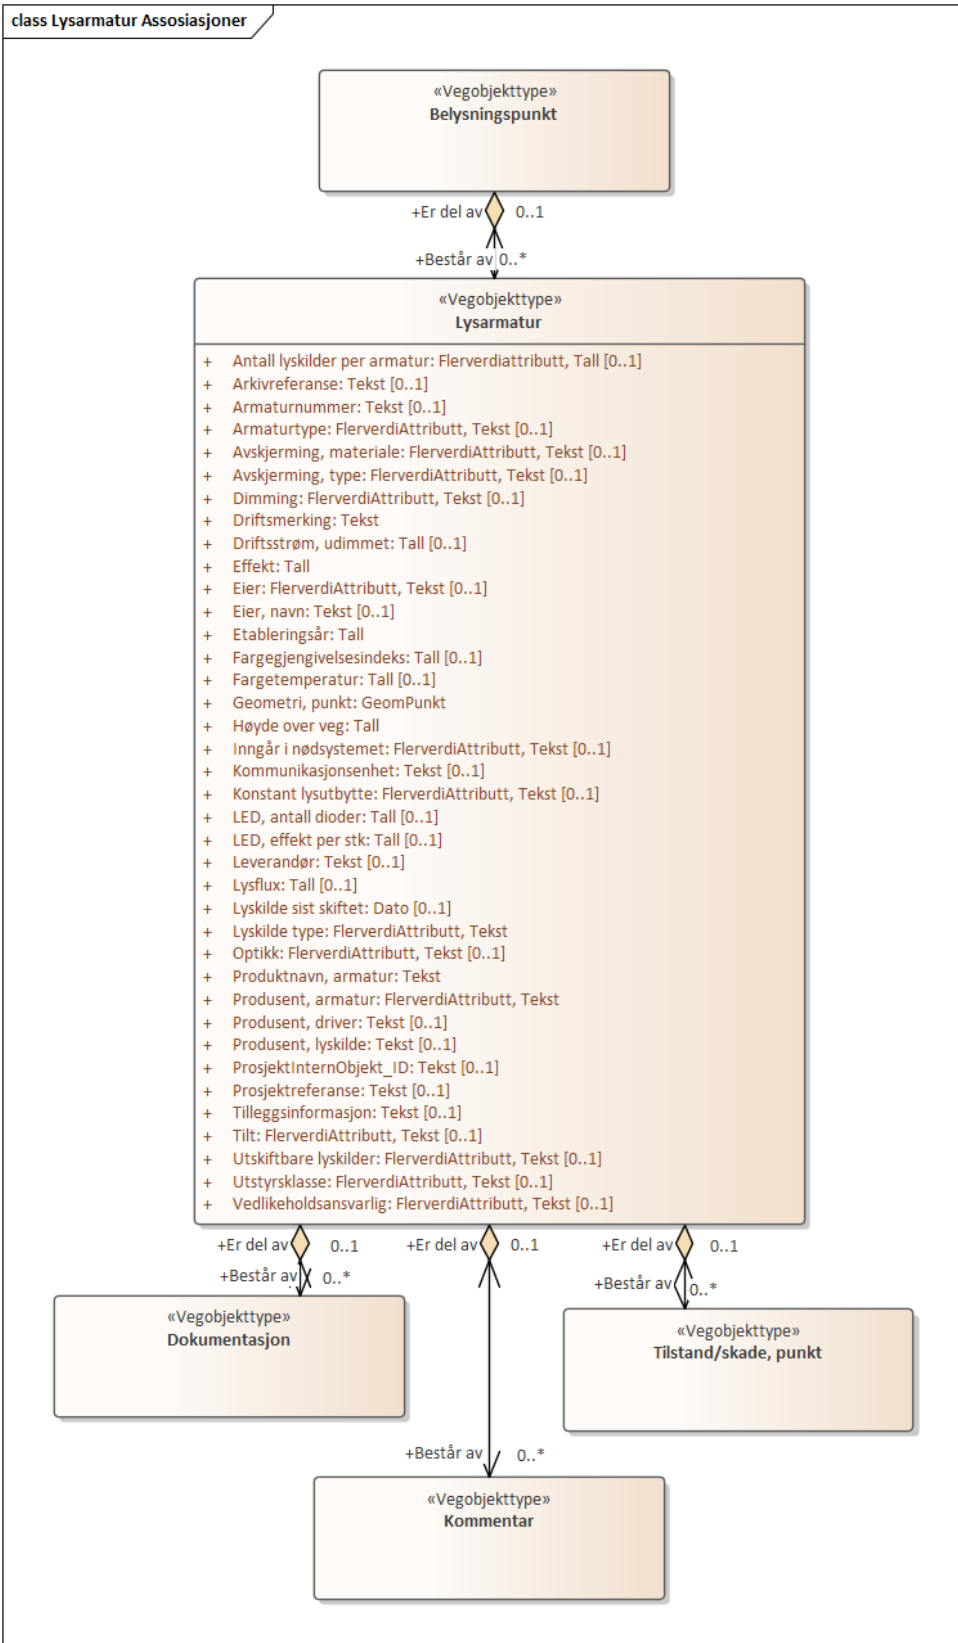 class Lysarmatur Assosiasjoner
«Vegobjekttype»
Belysningspunkt
+Er del av 0..1
+Består av 0..*
«Vegobjekttype»
Lysarmatur
+ Antall lyskilder per armatur: Flerverdiattributt, Tall [0..1]
+ Arkivreferanse: Tekst [0..1]
+ Armaturnummer: Tekst [0..1]
+ Armaturtype: FlerverdiAttributt, Tekst [0..1]
+ Avskjerming, materiale: FlerverdiAttributt, Tekst [0..1]
+ Avskjerming, type: FlerverdiAttributt, Tekst [0..1]
+ Dimming: FlerverdiAttributt, Tekst [0..1]
+ Driftsmerking: Tekst
+ Driftsstrøm, udimmet: Tall [0..1]
+ Effekt: Tall
+ Eier: FlerverdiAttributt, Tekst [0..1]
+ Eier, navn: Tekst [0..1]
+ Etableringsår: Tall
+ Fargegjengivelsesindeks: Tall [0..1]
+ Fargetemperatur: Tall [0..1]
+ Geometri, punkt: GeomPunkt
+ Høyde over veg: Tall
+ Inngår i nødsystemet: FlerverdiAttributt, Tekst [0..1]
+ Kommunikasjonsenhet: Tekst [0..1]
+ Konstant lysutbytte: FlerverdiAttributt, Tekst [0..1]
+ LED, antall dioder: Tall [0..1]
+ LED, effekt per stk: Tall [0..1]
+ Leverandør: Tekst [0..1]
+ Lysflux: Tall [0..1]
+ Lyskilde sist skiftet: Dato [0..1]
+ Lyskilde type: FlerverdiAttributt, Tekst
+ Optikk: FlerverdiAttributt, Tekst [0..1]
+ Produktnavn, armatur: Tekst
+ Produsent, armatur: FlerverdiAttributt, Tekst
+ Produsent, driver: Tekst [0..1]
+ Produsent, lyskilde: Tekst [0..1]
+ ProsjektInternObjekt_ID: Tekst [0..1]
+ Prosjektreferanse: Tekst [0..1]
+ Tilleggsinformasjon: Tekst [0..1]
+ Tilt: FlerverdiAttributt, Tekst [0..1]
+ Utskiftbare lyskilder: FlerverdiAttributt, Tekst [0..1]
+ Utstyrsklasse: FlerverdiAttributt, Tekst [0..1]
+ Vedlikeholdsansvarlig: FlerverdiAttributt, Tekst [0..1]
+Er del av 0..1 +Er del av 0..1 +Er del av 0..1
+Består av 0..* +Består av 0..*
«Vegobjekttype»
Dokumentasjon
«Vegobjekttype»
Tilstand/skade, punkt
+Består av 0..*
«Vegobjekttype»
Kommentar